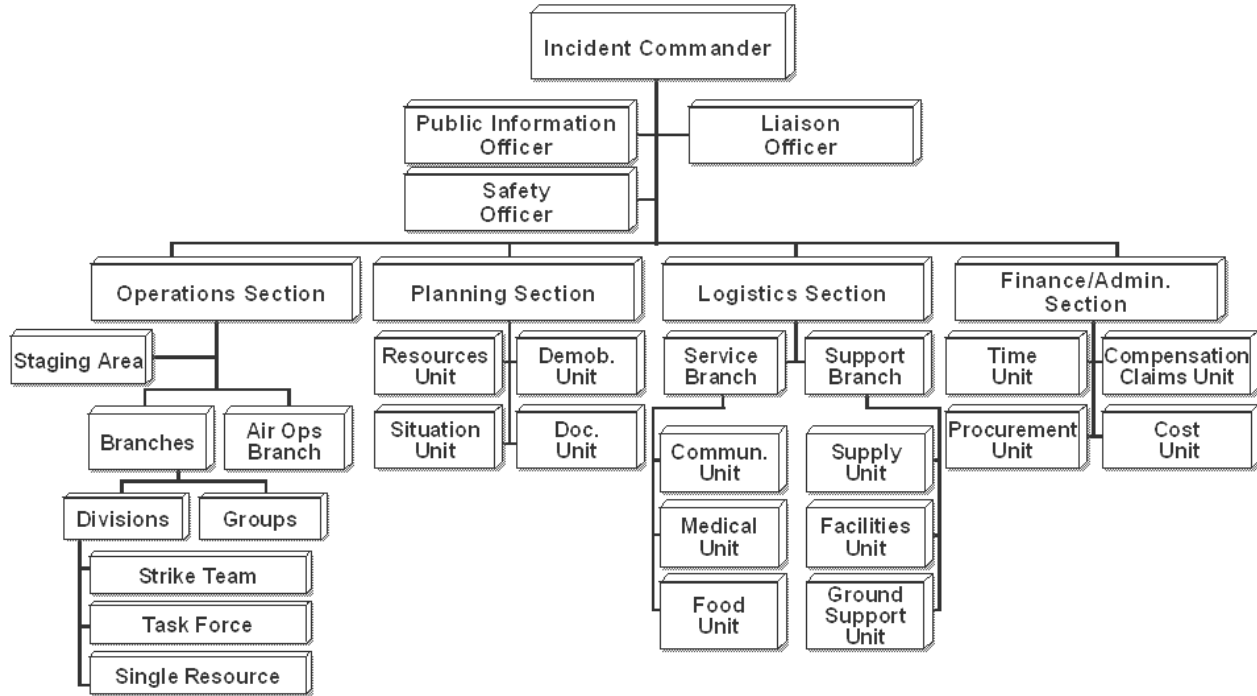 Incident Commander
Public Information
Officer
Liaison
Officer
Safety
Officer
Operations Section
Planning Section
Logistics Section
Finance/Admin.
Section
Staging Area
Resources
Unit
Demob.
Unit
Service
Branch
Support
Branch
Time
Unit
Compensation
Claims Unit
Branches
Air Ops
Branch
Situation
Unit
Doc.
Unit
Procurement
Unit
Cost
Unit
Commun.
Unit
Supply
Unit
Divisions
Groups
Medical
Unit
Facilities
Unit
Strike Team
Task Force
Single Resource
Food
Unit
Ground
Support
Unit